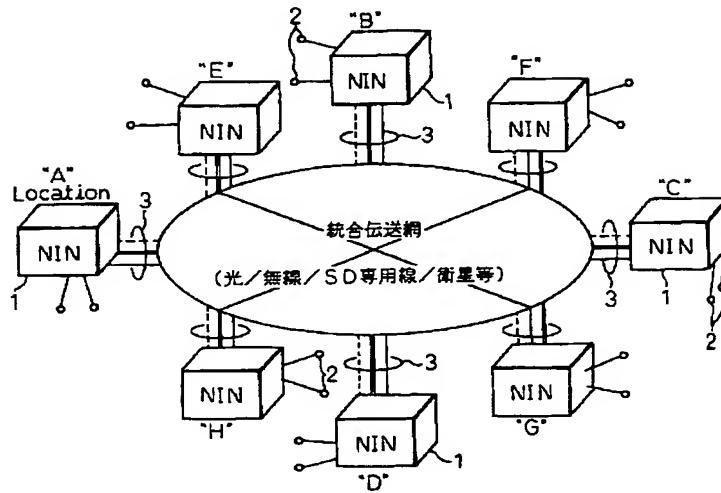 "B"
2
NIN
1
3
"E"
NIN
"F"
NIN
"A"
Location
3
NIN
1
"C"
NIN
3
1
2
統合伝送網
(光／無線／SD専用線／衛星等)
NIN
2
"H"
3
NIN
1
"D"
NIN
"G"